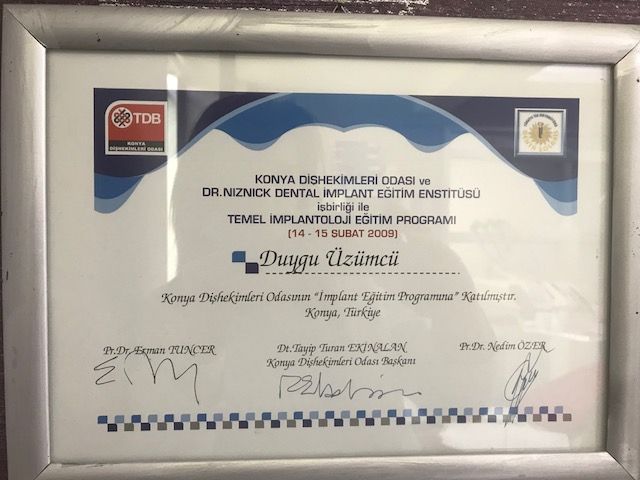 TDB
KONYA
DİŞHEKİMLERİ ODASI
KONYA DİŞHEKİMLERİ ODASI ve
DR.NIZNICK DENTAL İMPLANT EĞİTİM ENSTİTÜSÜ
işbirliği ile
TEMEL İMPLANTOLOJİ EĞİTİM PROGRAMI
(14 - 15 SUBAT 2009)
Duygu Üzümcü
Konya Dişhekimleri Odasının “İmplant Eğitim Programına” Katılmıştır.
Konya, Türkiye
Pr.Dr. Erman TUNCER
Dt.Tayip Turan EKİNALAN
Pr.Dr. Nedim ÖZER
Konya Dişhekimleri Odası Başkanı